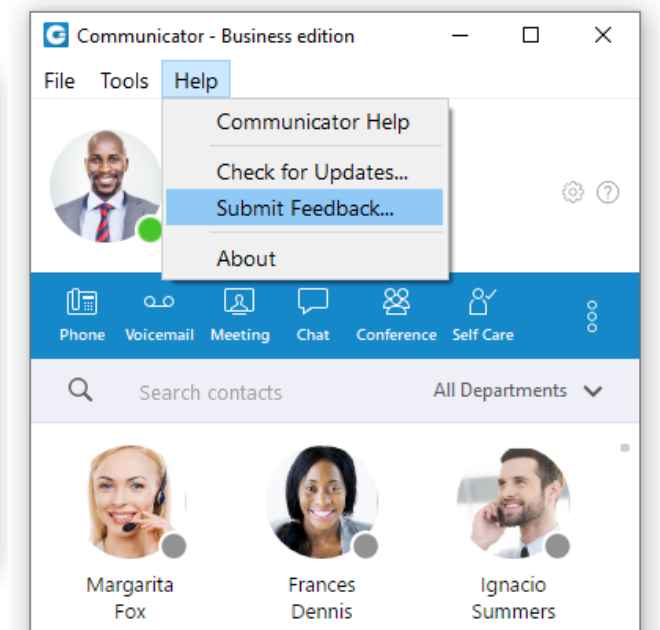 Communicator - Business edition
File Tools Help
Communicator Help
Check for Updates...
Submit Feedback...
About
Phone Voicemail Meeting Chat Conference Self Care
Search contacts All Departments
Margarita Frances Ignacio
Fox Dennis Summers